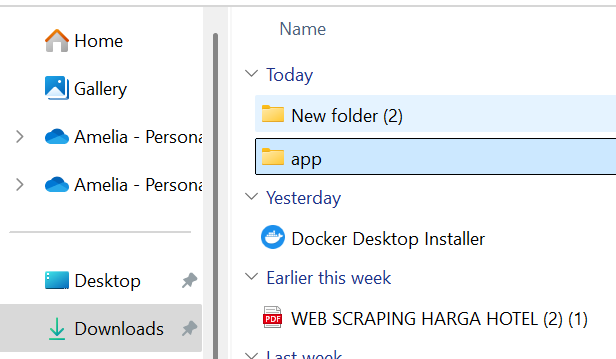 Home
Gallery
Amelia - Persona
Amelia - Persona
Desktop
Downloads
Name
Today
New folder (2)
app
Yesterday
Docker Desktop Installer
Earlier this week
PDF
WEB SCRAPING HARGA HOTEL (2) (1)
Last week